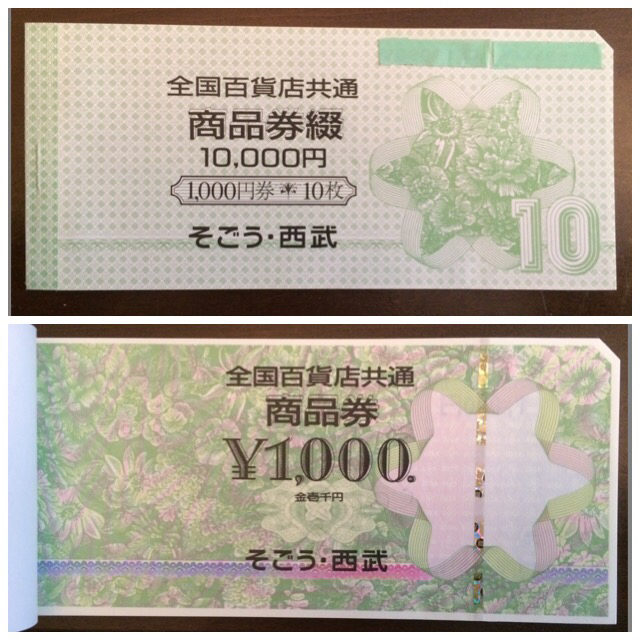 全国百貨店共通
商品券綴
10,000円
1,000円券 10枚
そごう・西武
10
全国百貨店共通
商品券
¥1,000.
金壱千円
そごう・西武